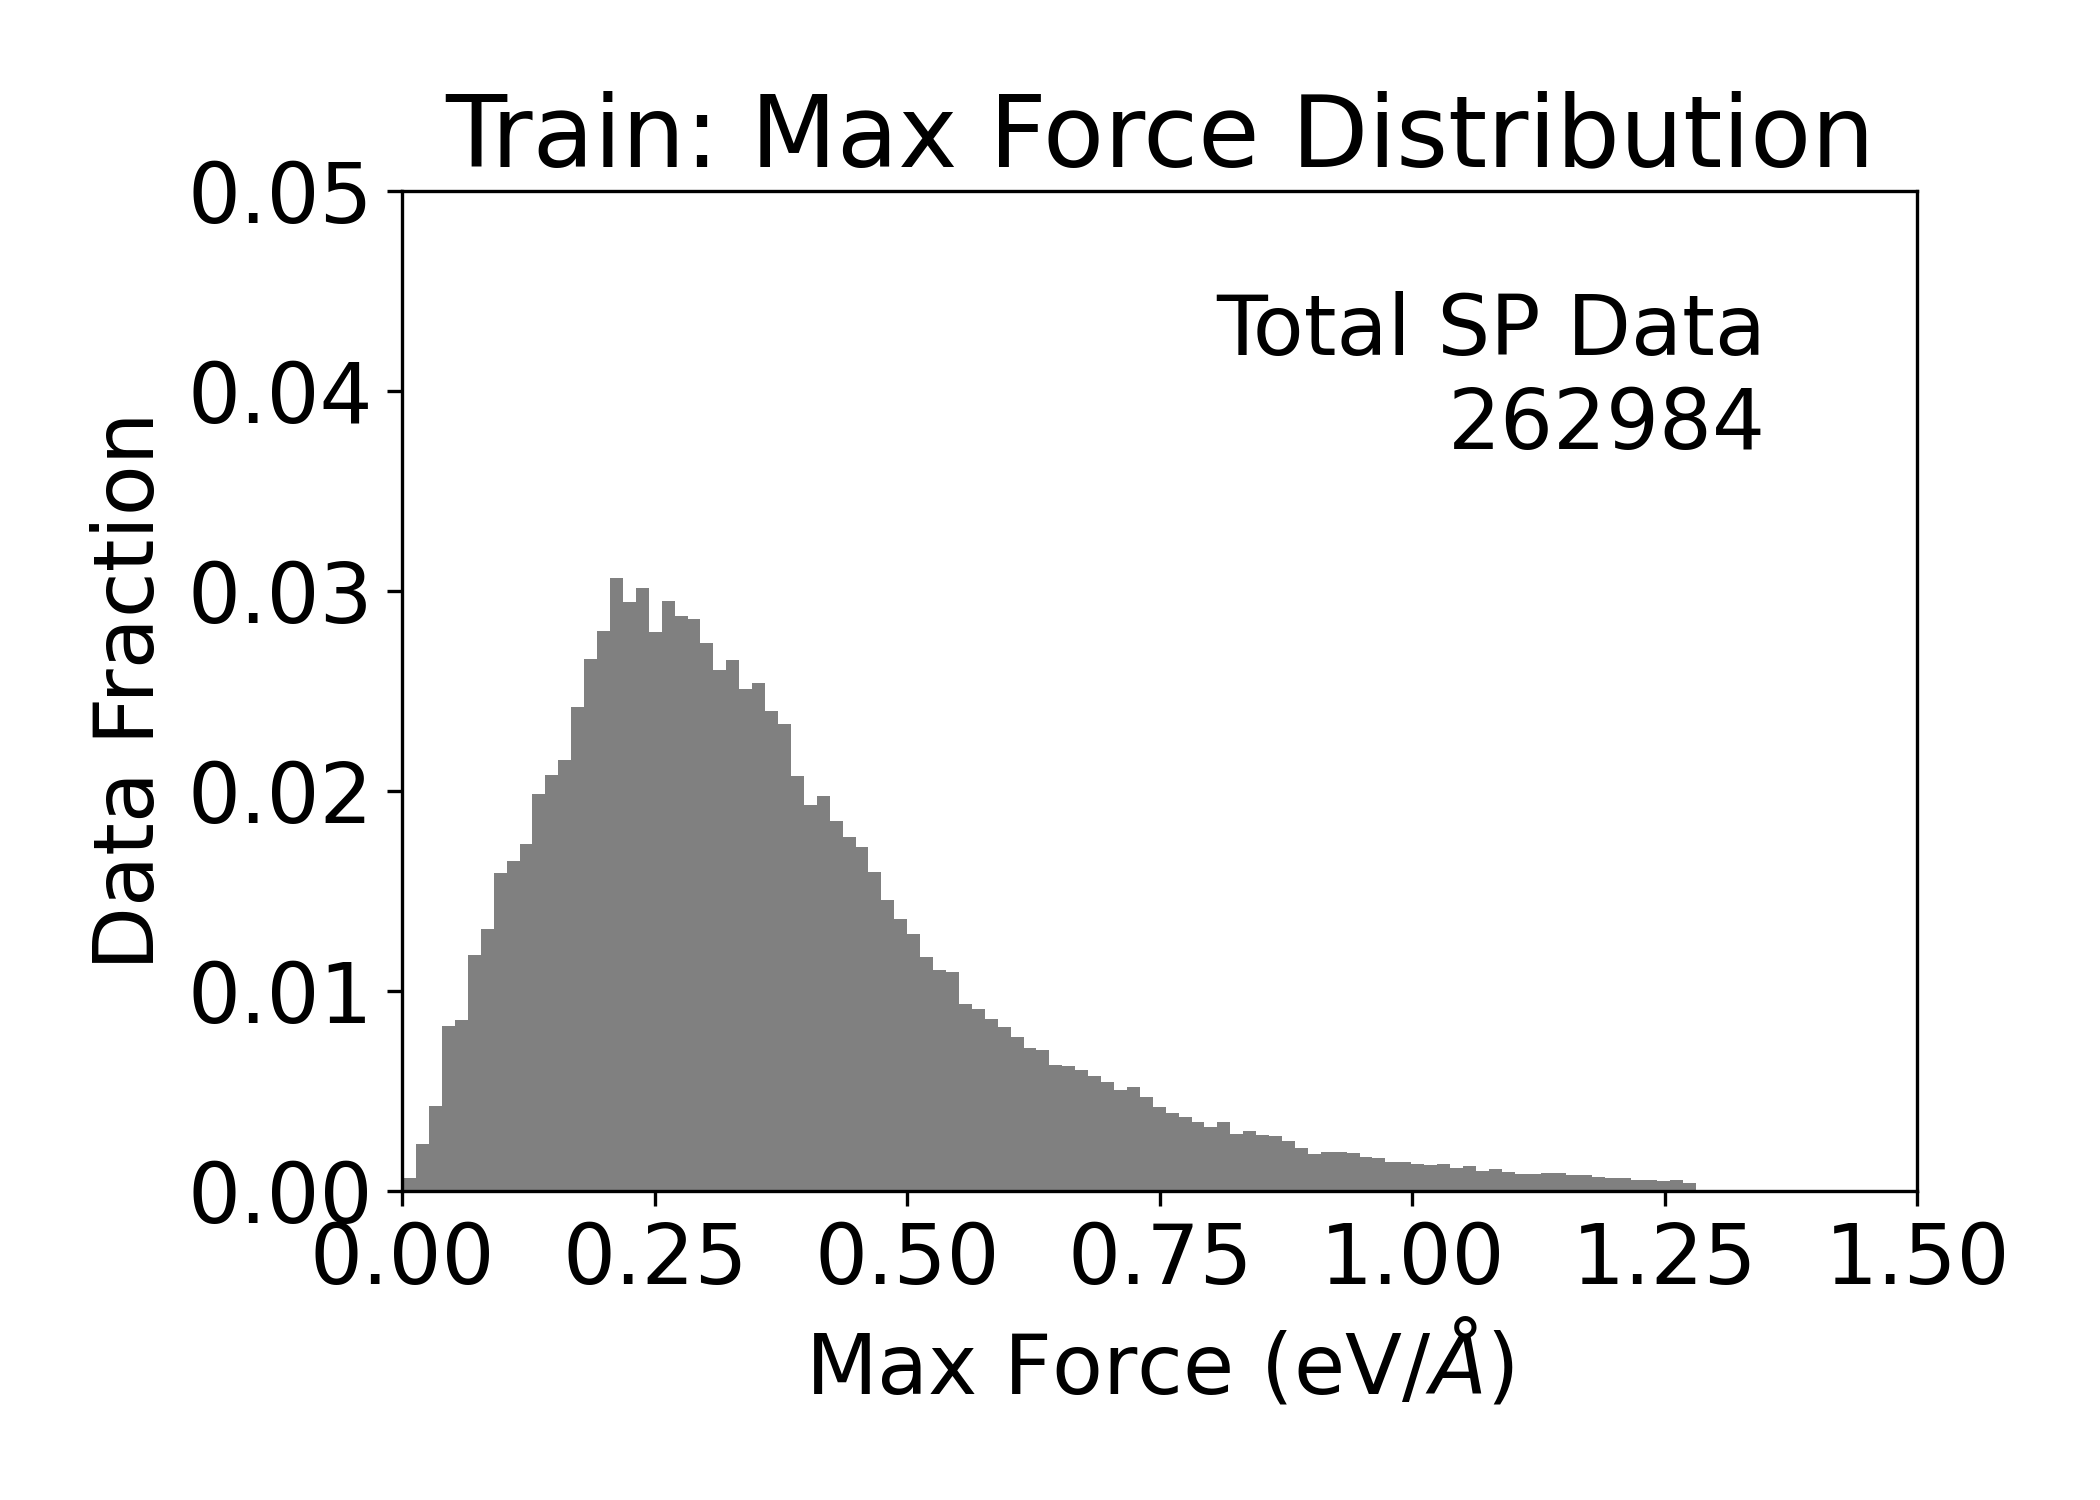 Train: Max Force Distribution
0.05
0.04
0.03
0.02
0.01
0.00
Data Fraction
Total SP Data
262984
0.00 0.25 0.50 0.75 1.00 1.25 1.50
Max Force (eV/Å)